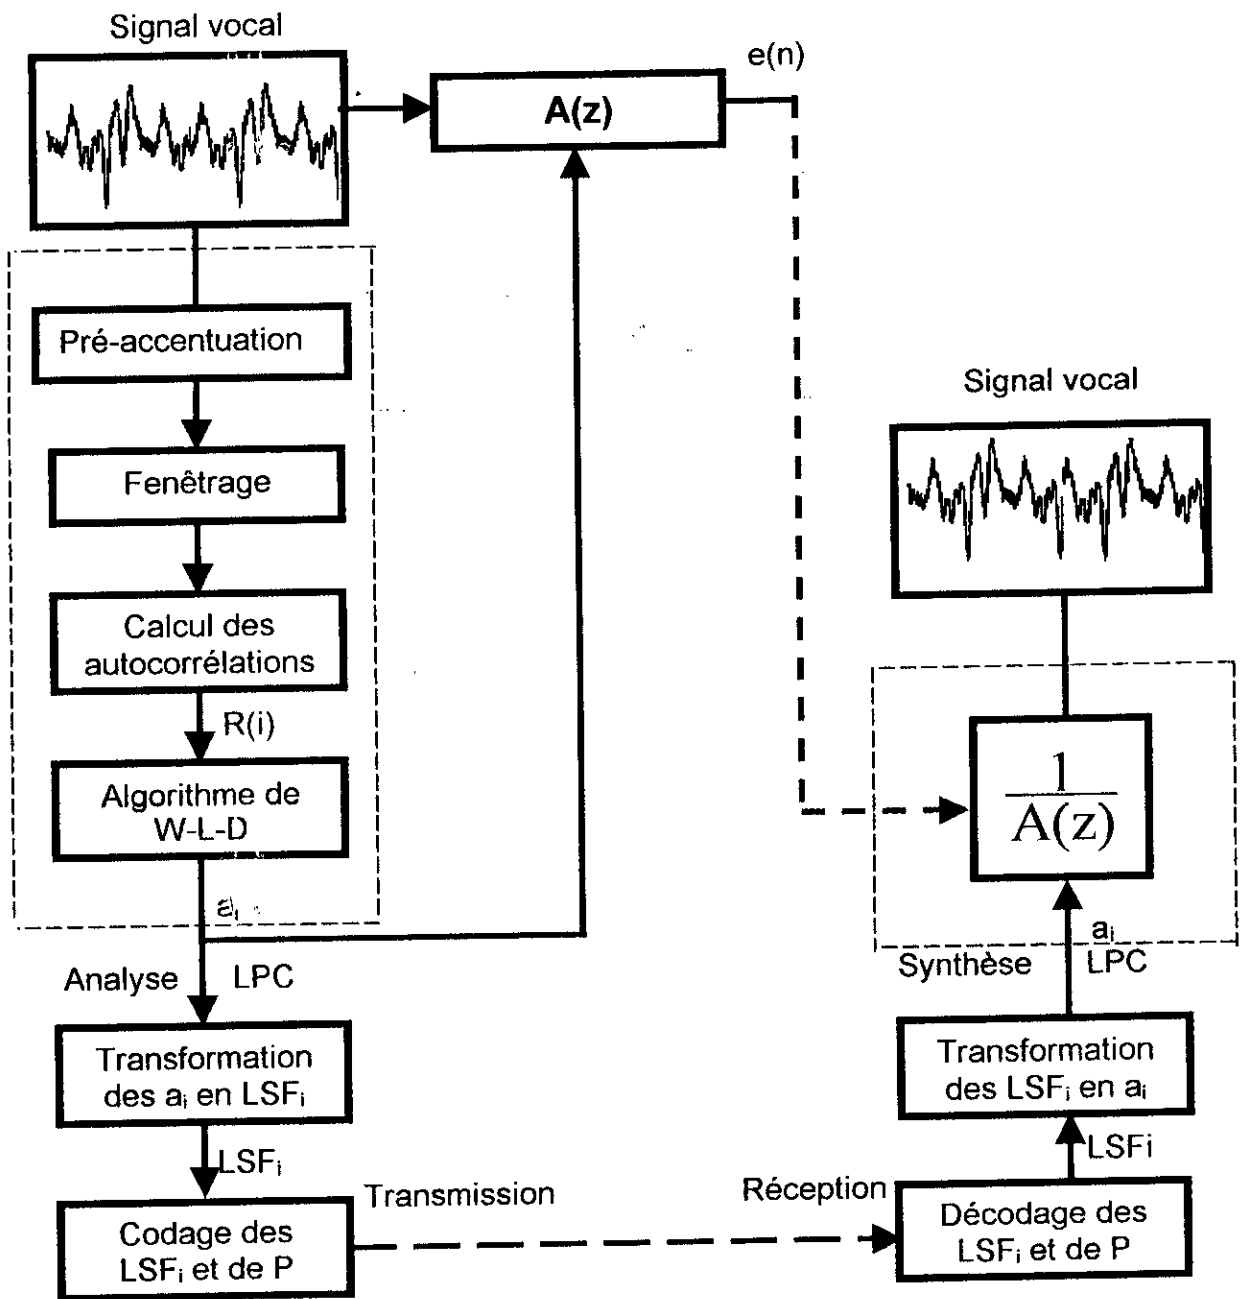 Signal vocal
e(n)
A(z)
Pré-accentuation
Fenêtrage
Calcul des
autocorrélations
R(i)
Algorithme de
W-L-D
aᵢ
Analyse LPC
Transformation
des aᵢ en LSFᵢ
LSFᵢ
Codage des
LSFᵢ et de P
Transmission
Réception
Signal vocal
1
A(z)
aᵢ
Synthèse LPC
Transformation
des LSFᵢ en aᵢ
LSFi
Décodage des
LSFᵢ et de P